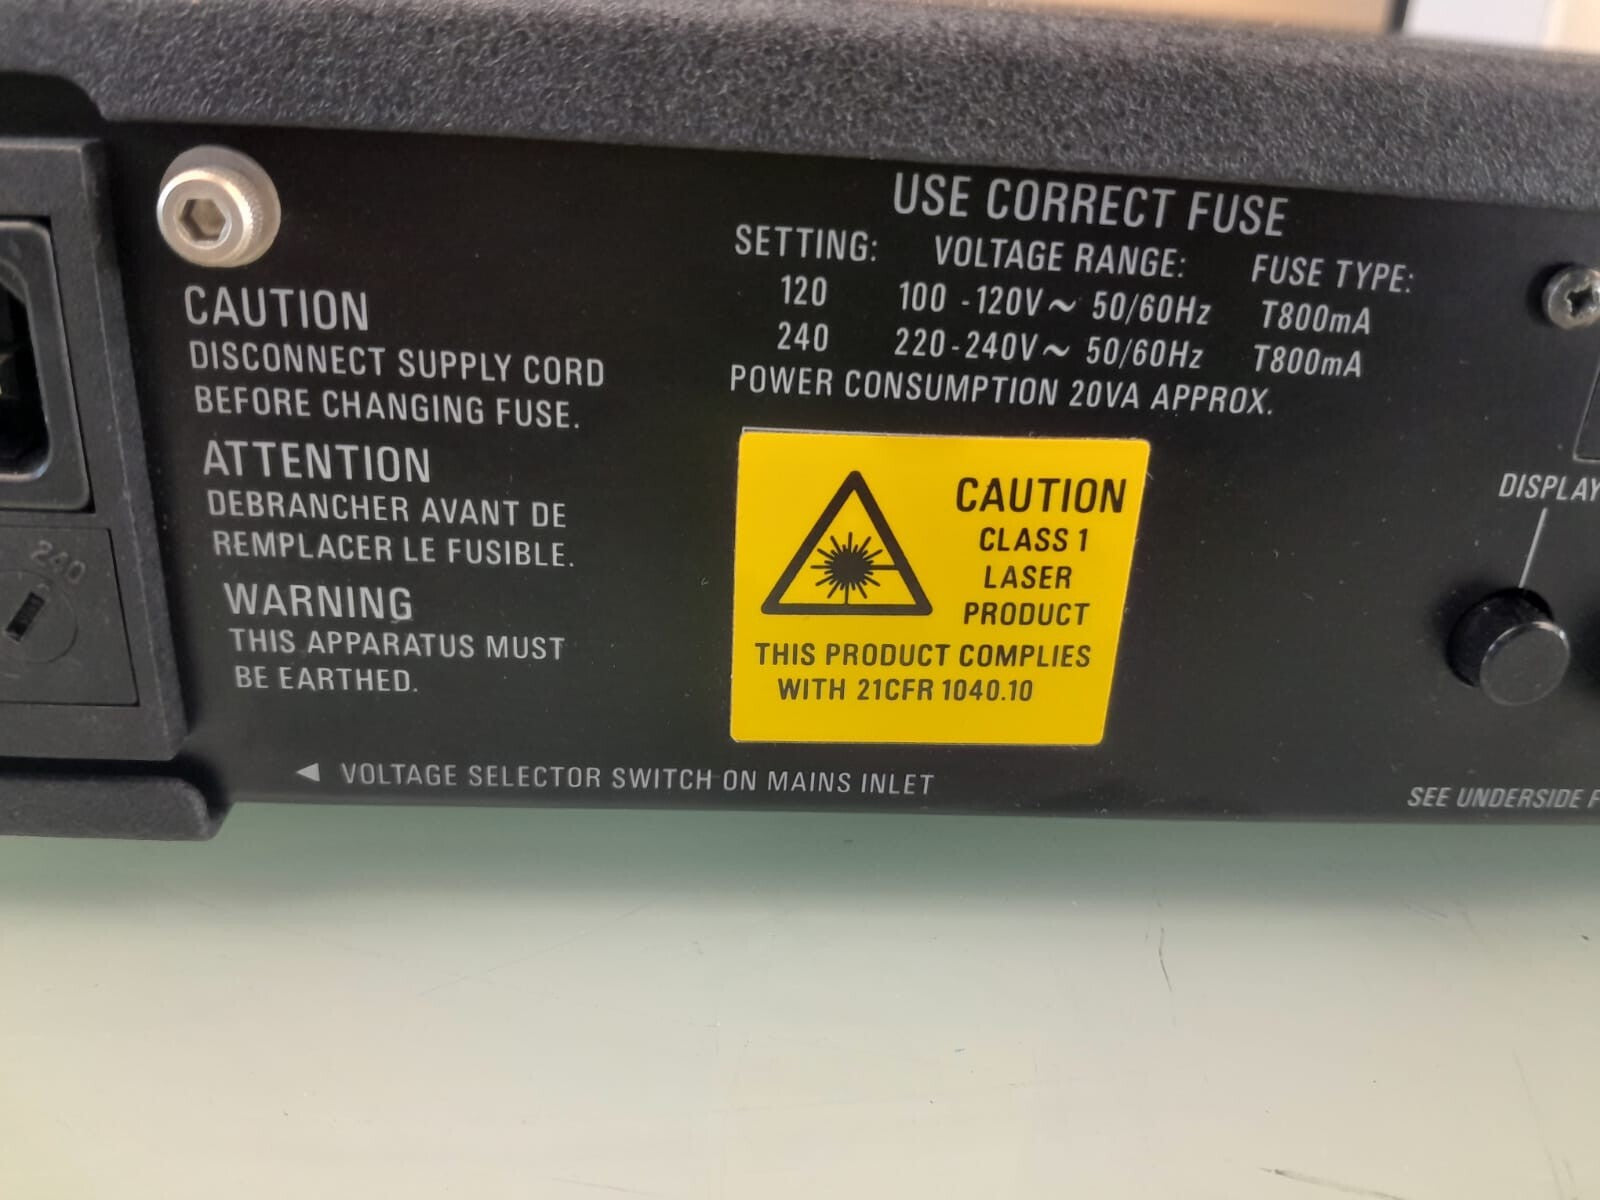 USE CORRECT FUSE
SETTING: VOLTAGE RANGE: FUSE TYPE:
120 100 -120V~ 50/60Hz T800mA
240 220-240V~ 50/60Hz T800mA
POWER CONSUMPTION 20VA APPROX.
CAUTION
DISCONNECT SUPPLY CORD
BEFORE CHANGING FUSE.
ATTENTION
DEBRANCHER AVANT DE
REMPLACER LE FUSIBLE.
WARNING
THIS APPARATUS MUST
BE EARTHED.
240
CAUTION
CLASS 1
LASER
PRODUCT
THIS PRODUCT COMPLIES
WITH 21CFR 1040.10
DISPLAY
◄ VOLTAGE SELECTOR SWITCH ON MAINS INLET
SEE UNDERSIDE